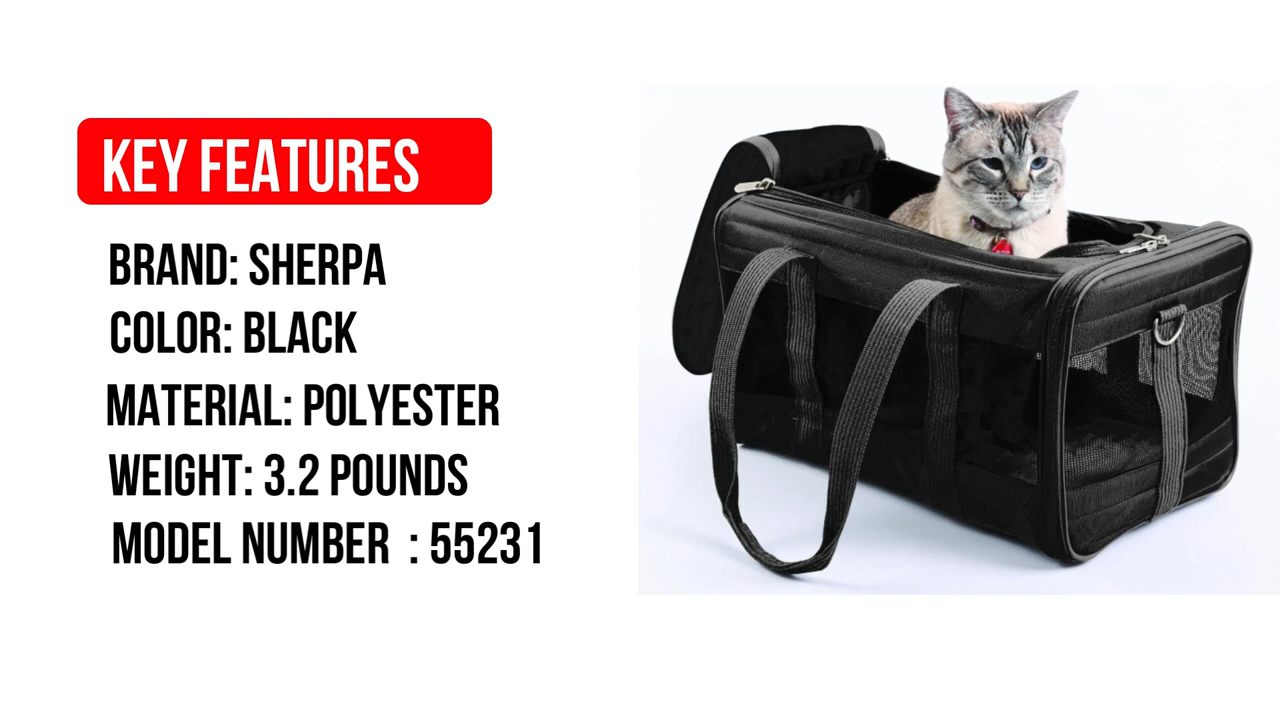 KEY FEATURES
BRAND: SHERPA
COLOR: BLACK
MATERIAL: POLYESTER
WEIGHT: 3.2 POUNDS
MODEL NUMBER : 55231